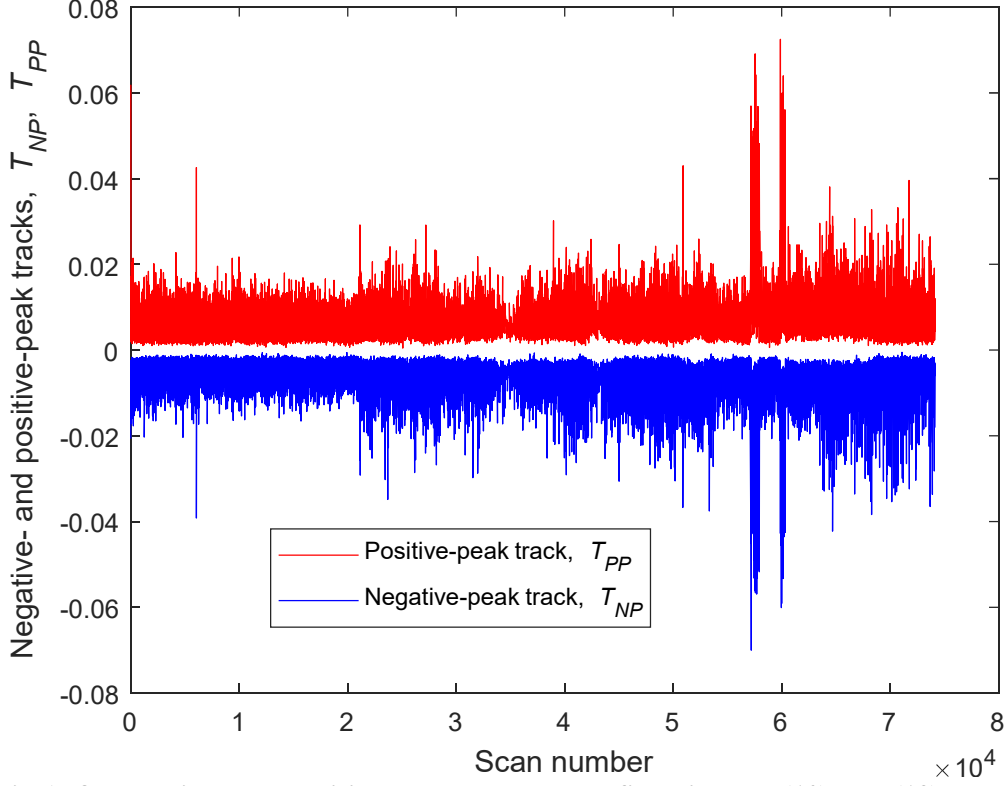 Negative- and positive-peak tracks, T_NP, T_PP
0.08
0.06
0.04
0.02
0
-0.02
-0.04
-0.06
-0.08
Positive-peak track, T_PP
Negative-peak track, T_NP
0 1 2 3 4 5 6 7 8
Scan number
×10^4